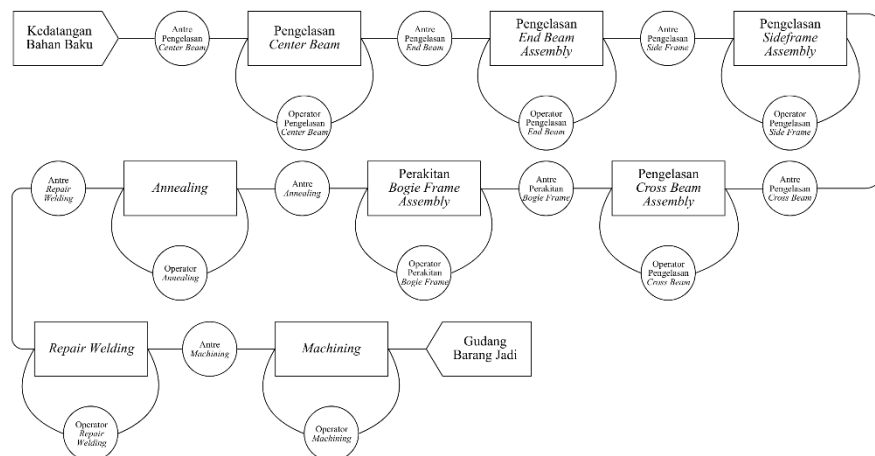 Kedatangan
Bahan Baku
Antre
Pengelasan
Center Beam
Pengelasan
Center Beam
Operator
Pengelasan
Center Beam
Antre
Pengelasan
End Beam
Pengelasan
End Beam
Assembly
Operator
Pengelasan
End Beam
Antre
Pengelasan
Side Frame
Pengelasan
Sideframe
Assembly
Operator
Pengelasan
Side Frame
Antre
Pengelasan
Cross Beam
Pengelasan
Cross Beam
Assembly
Operator
Pengelasan
Cross Beam
Antre
Perakitan
Bogie Frame
Perakitan
Bogie Frame
Assembly
Operator
Perakitan
Bogie Frame
Antre
Annealing
Annealing
Operator
Annealing
Antre
Repair
Welding
Repair Welding
Operator
Repair
Welding
Antre
Machining
Machining
Operator
Machining
Gudang
Barang Jadi